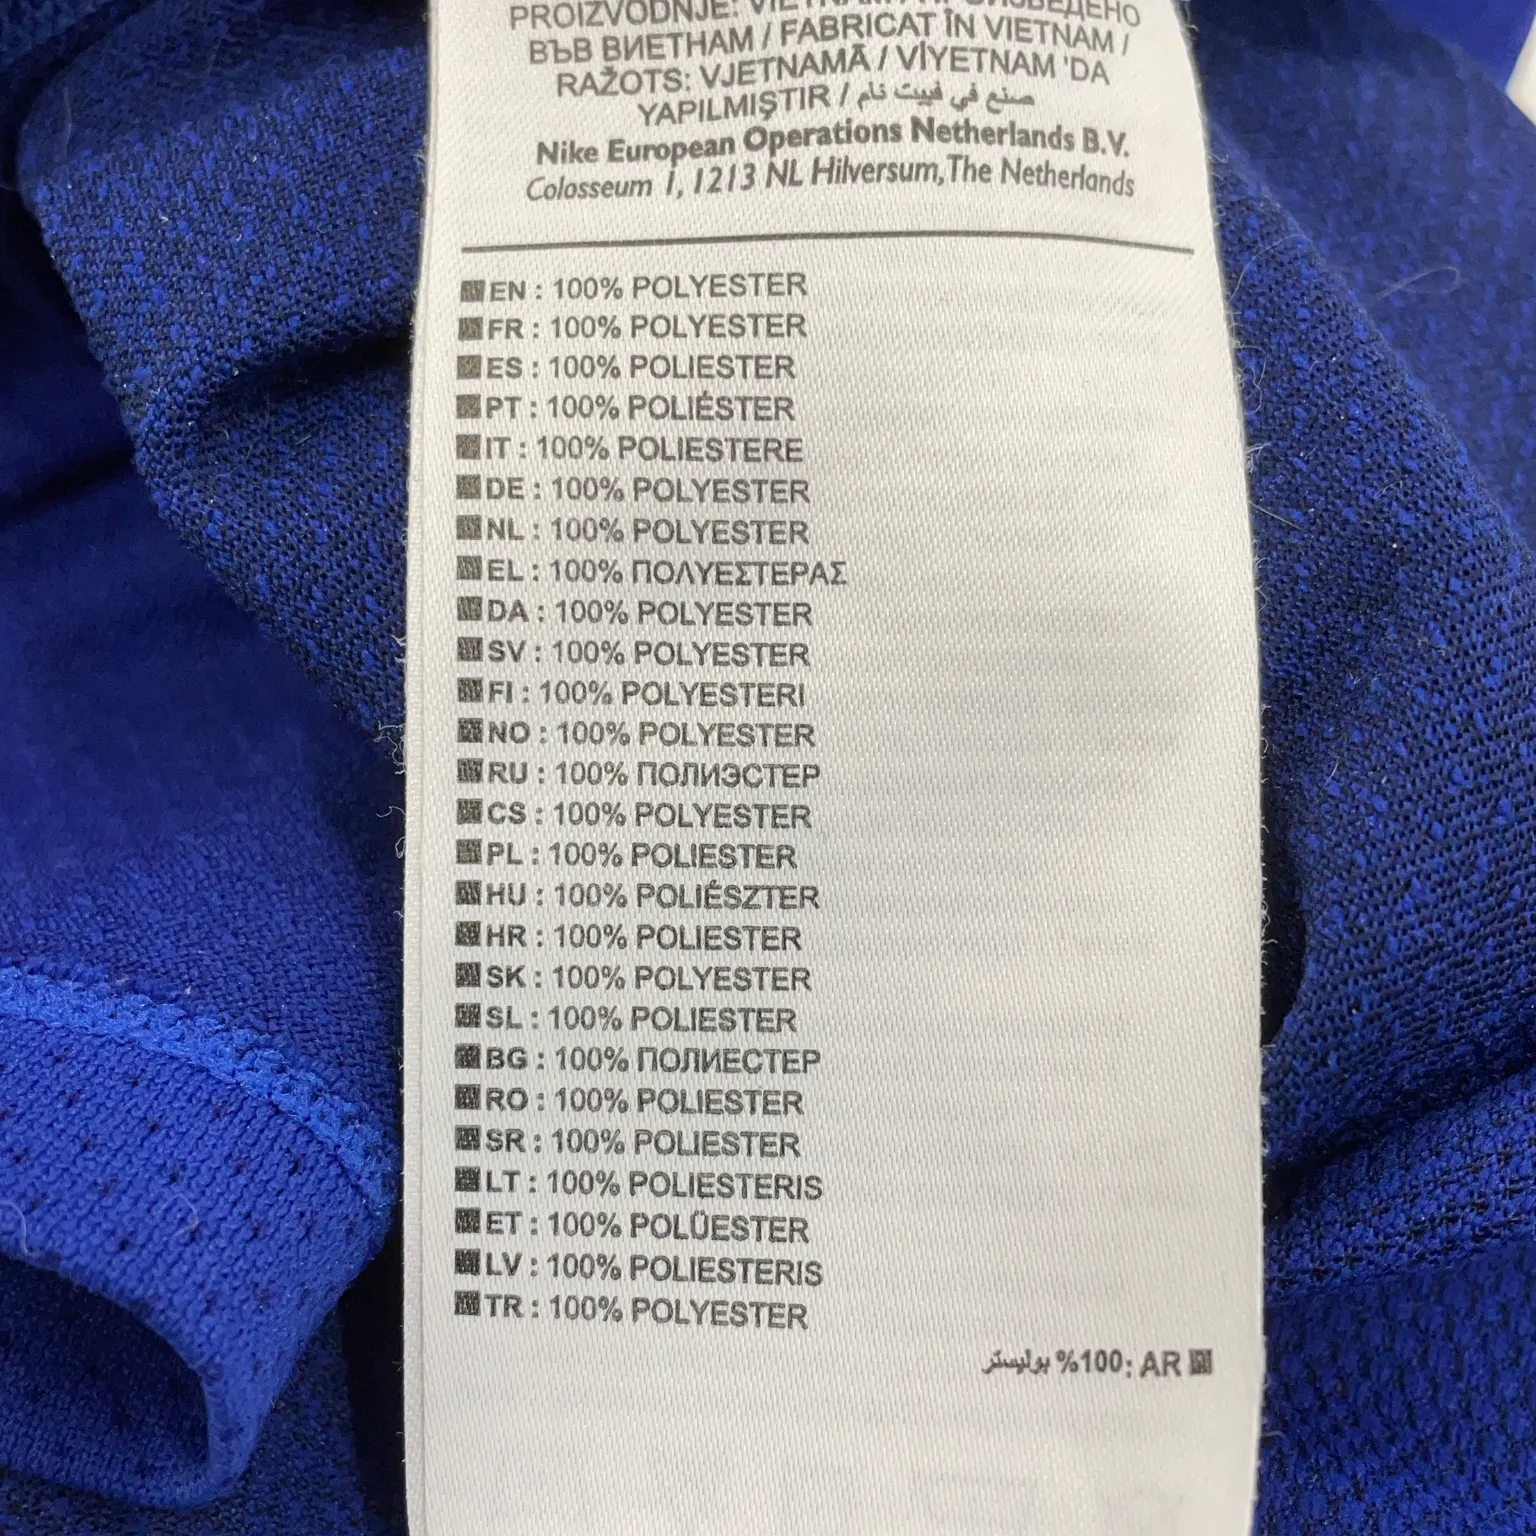 PROIZVODNJE: VIETNAM / ПРОИЗВЕДЕНО
ВЪВ ВИЕТНАМ / FABRICAT ÎN VIETNAM /
RAŽOTS: VJETNAMĀ / VİYETNAM 'DA
YAPILMIŞTIR / صنع في فييت نام
Nike European Operations Netherlands B.V.
Colosseum 1, 1213 NL Hilversum, The Netherlands
EN : 100% POLYESTER
FR : 100% POLYESTER
ES : 100% POLIESTER
PT : 100% POLIÉSTER
IT : 100% POLIESTERE
DE : 100% POLYESTER
NL : 100% POLYESTER
EL : 100% ΠΟΛΥΕΣΤΕΡΑΣ
DA : 100% POLYESTER
SV : 100% POLYESTER
FI : 100% POLYESTERI
NO : 100% POLYESTER
RU : 100% ПОЛИЭСТЕР
CS : 100% POLYESTER
PL : 100% POLIESTER
HU : 100% POLIÉSZTER
HR : 100% POLIESTER
SK : 100% POLYESTER
SL : 100% POLIESTER
BG : 100% ПОЛИЕСТЕР
RO : 100% POLIESTER
SR : 100% POLIESTER
LT : 100% POLIESTERIS
ET : 100% POLÜESTER
LV : 100% POLIESTERIS
TR : 100% POLYESTER
AR :100% بوليستر